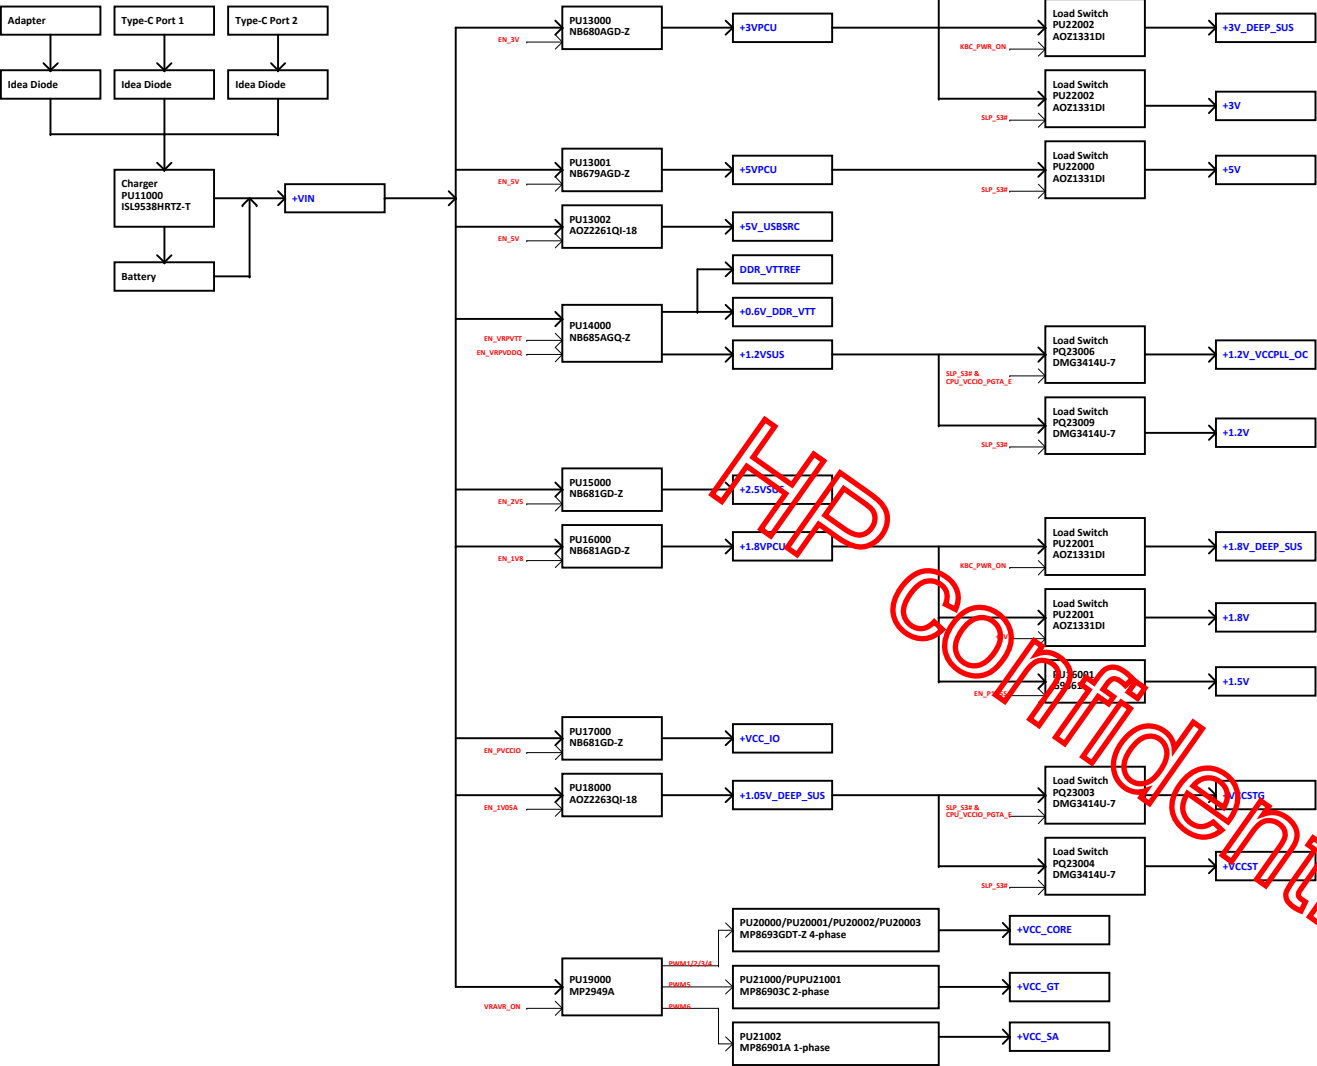 Adapter
Type-C Port 1
Type-C Port 2
Idea Diode
Idea Diode
Idea Diode
Charger
PU11000
ISL9538HRTZ-T
Battery
+VIN
PU13000
NB680AGD-Z
EN_3V
+3VPCU
Load Switch
PU22002
AOZ1331DI
KBC_PWR_ON
+3V_DEEP_SUS
Load Switch
PU22002
AOZ1331DI
SLP_S3#
+3V
PU13001
NB679AGD-Z
EN_5V
+5VPCU
Load Switch
PU22000
AOZ1331DI
SLP_S3#
+5V
PU13002
AOZ2261QI-18
EN_5V
+5V_USBSRC
DDR_VTTREF
PU14000
NB685AGQ-Z
EN_VRPVTT
EN_VRPVDDQ
+0.6V_DDR_VTT
+1.2VSUS
Load Switch
PQ23006
DMG3414U-7
SLP_S3# &
CPU_VCCIO_PGTA_E
+1.2V_VCCPLL_OC
Load Switch
PQ23009
DMG3414U-7
SLP_S3#
+1.2V
PU15000
NB681GD-Z
EN_2V5
+2.5VSUS
PU16000
NB681AGD-Z
EN_1V8
+1.8VPCU
Load Switch
PU22001
AOZ1331DI
KBC_PWR_ON
+1.8V_DEEP_SUS
Load Switch
PU22001
AOZ1331DI
+1.8V
+1.5V
PU17000
NB681GD-Z
EN_PVCCIO
+VCC_IO
PU18000
AOZ2263QI-18
EN_1V05A
+1.05V_DEEP_SUS
Load Switch
PQ23003
DMG3414U-7
SLP_S3# &
CPU_VCCIO_PGTA_E
+VCCSTG
Load Switch
PQ23004
DMG3414U-7
SLP_S3#
+VCCST
PU19000
MP2949A
VRAVR_ON
PWM1/2/3/4
PWM5
PWM6
PU20000/PU20001/PU20002/PU20003
MP8693GDT-Z 4-phase
+VCC_CORE
PU21000/PUPU21001
MP86903C 2-phase
+VCC_GT
PU21002
MP86901A 1-phase
+VCC_SA
HP confident